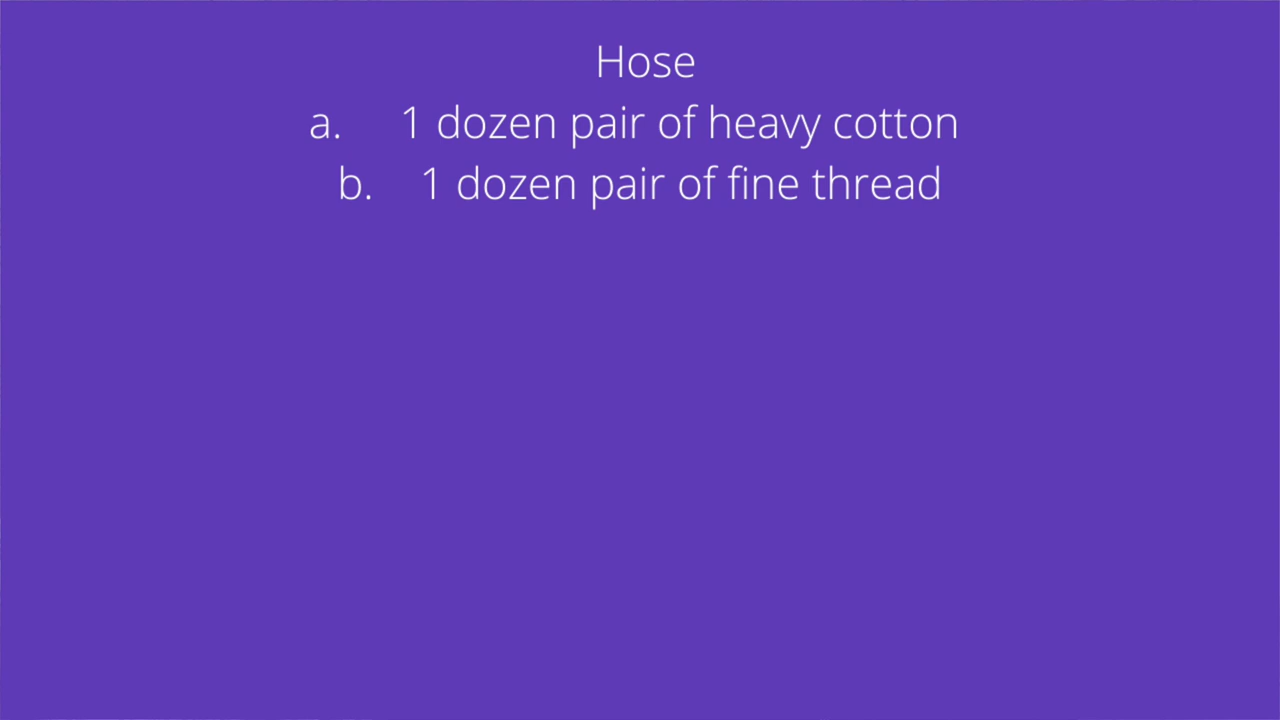 Hose
a. 1 dozen pair of heavy cotton
b. 1 dozen pair of fine thread